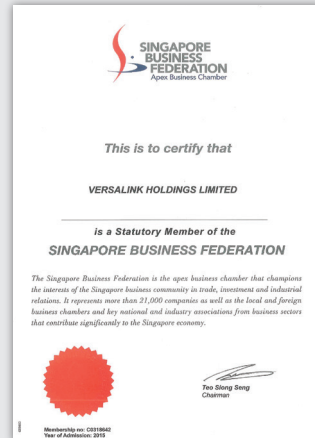 SINGAPORE
BUSINESS
FEDERATION
Apex Business Chamber
This is to certify that
VERSALINK HOLDINGS LIMITED
is a Statutory Member of the
SINGAPORE BUSINESS FEDERATION
The Singapore Business Federation is the apex business chamber that champions
the interests of the Singapore business community in trade, investment and industrial
relations. It represents more than 21,000 companies as well as the local and foreign
business chambers and key national and industry associations from business sectors
that contribute significantly to the Singapore economy.
Teo Siong Seng
Chairman
Membership no: C0318642
Year of Admission: 2015